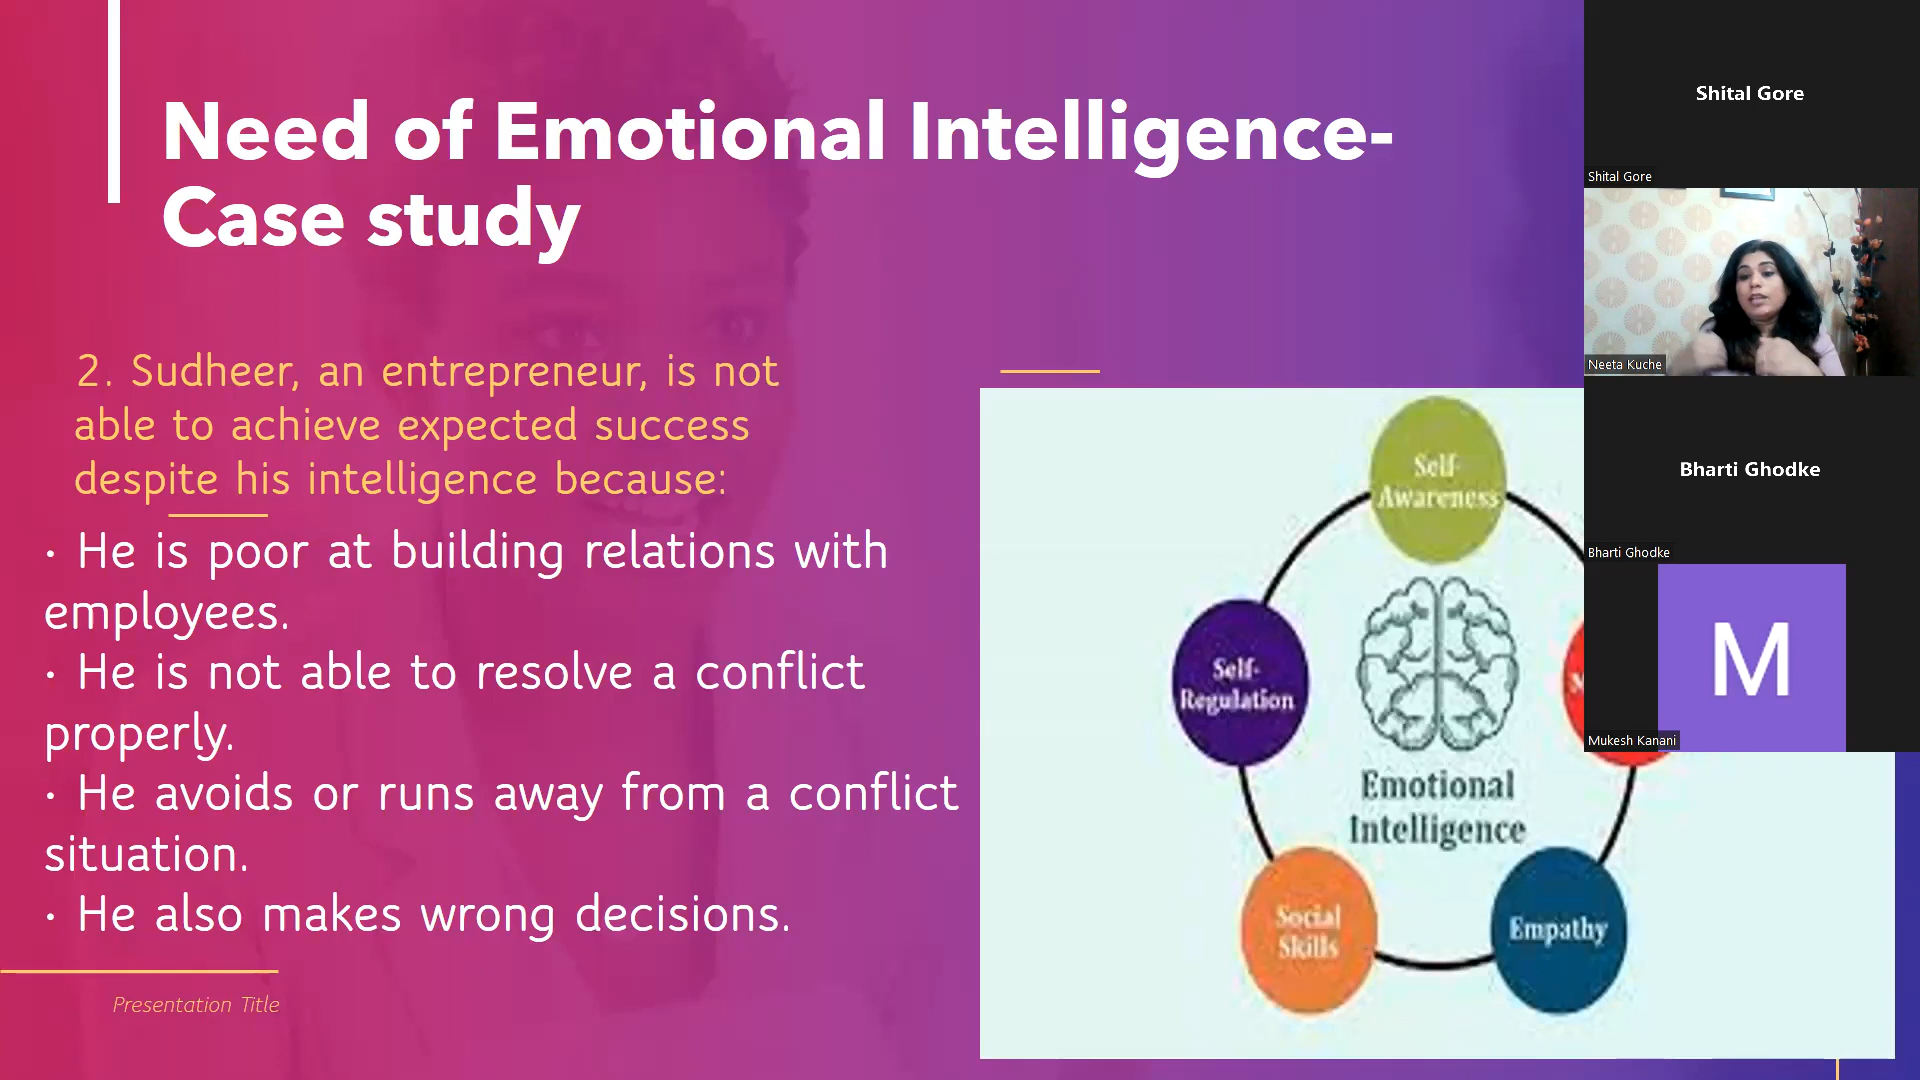 Need of Emotional Intelligence-
Case study
2. Sudheer, an entrepreneur, is not
able to achieve expected success
despite his intelligence because:
· He is poor at building relations with
employees.
· He is not able to resolve a conflict
properly.
· He avoids or runs away from a conflict
situation.
· He also makes wrong decisions.
Presentation Title
Self-
Awareness
Self-
Regulation
Emotional
Intelligence
Social
Skills
Empathy
Shital Gore
Shital Gore
Neeta Kuche
Bharti Ghodke
Bharti Ghodke
M
Mukesh Kanani